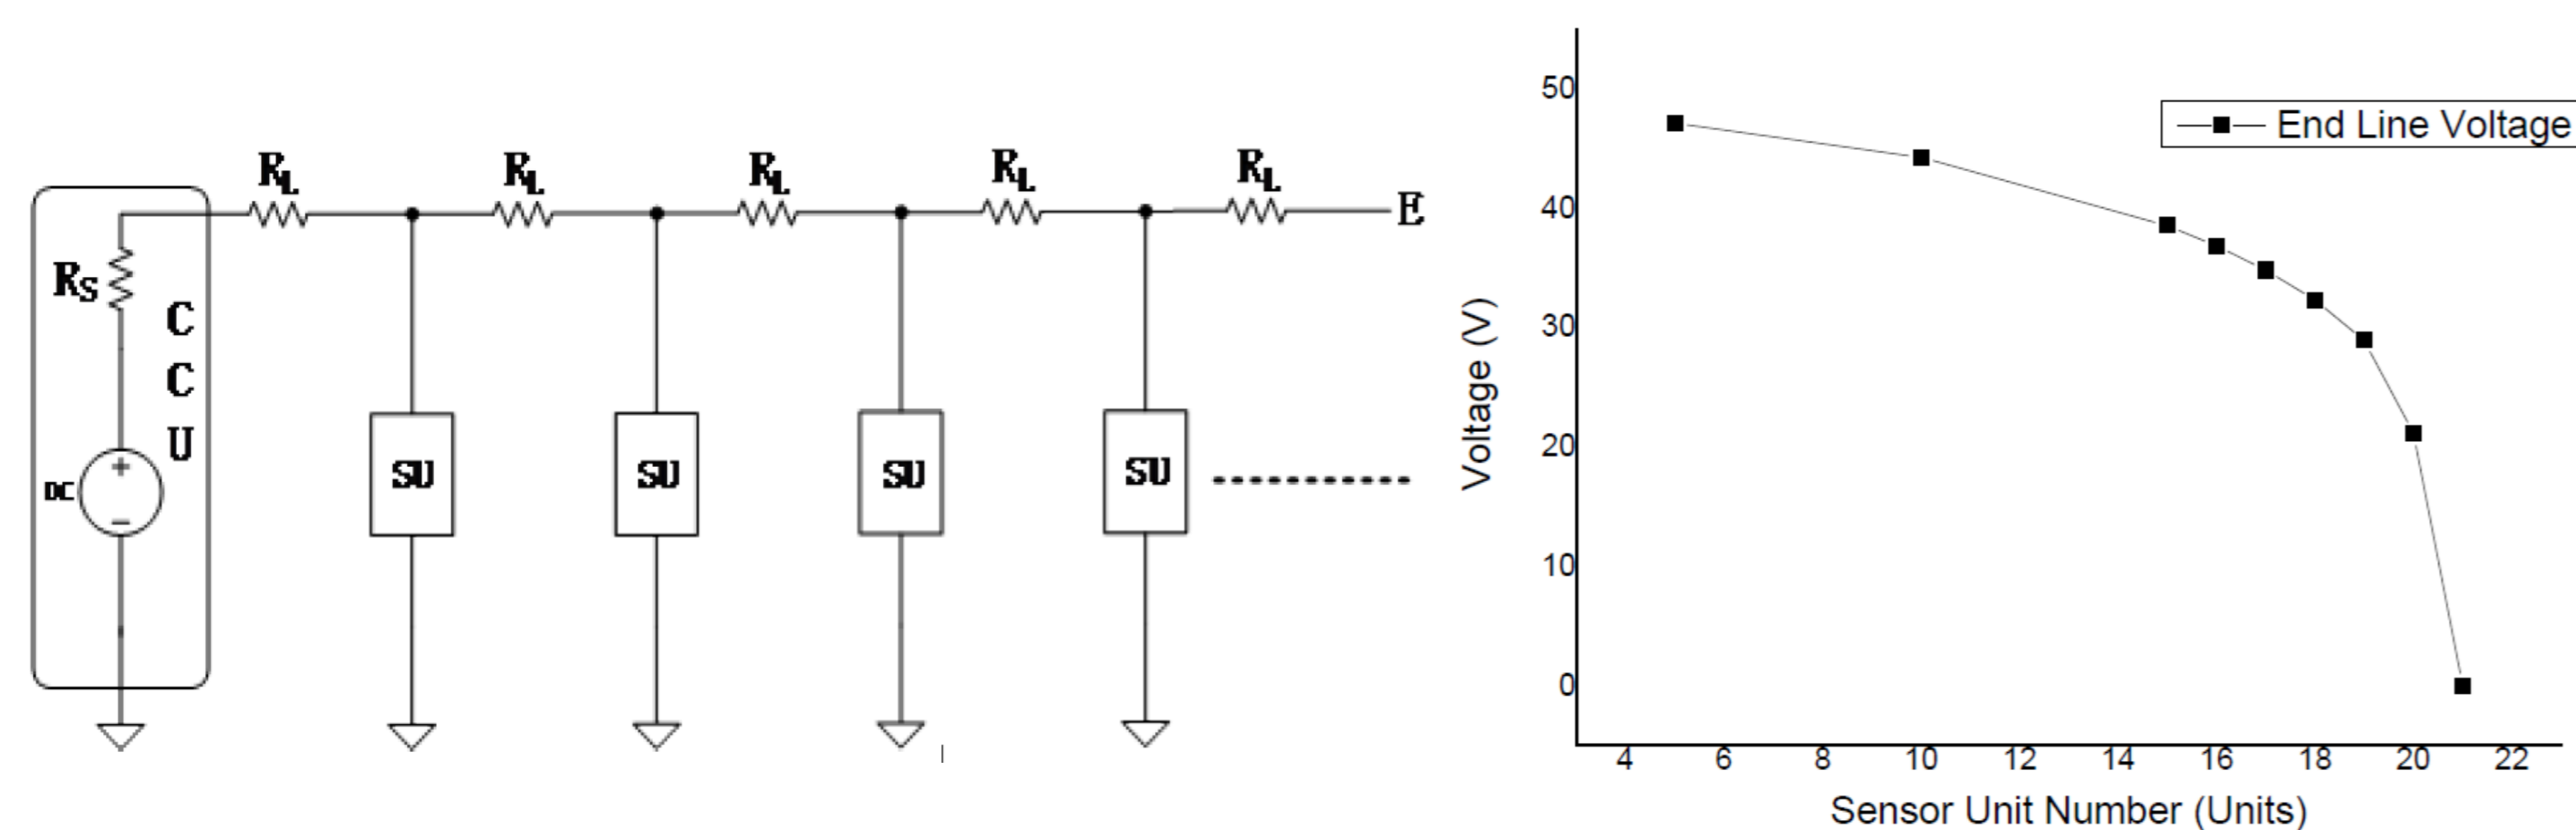 RL RL RL RL RL
E
RS
C
C
U
DC
+
−
SU SU SU SU
End Line Voltage
Voltage (V)
50
40
30
20
10
0
4 6 8 10 12 14 16 18 20 22
Sensor Unit Number (Units)